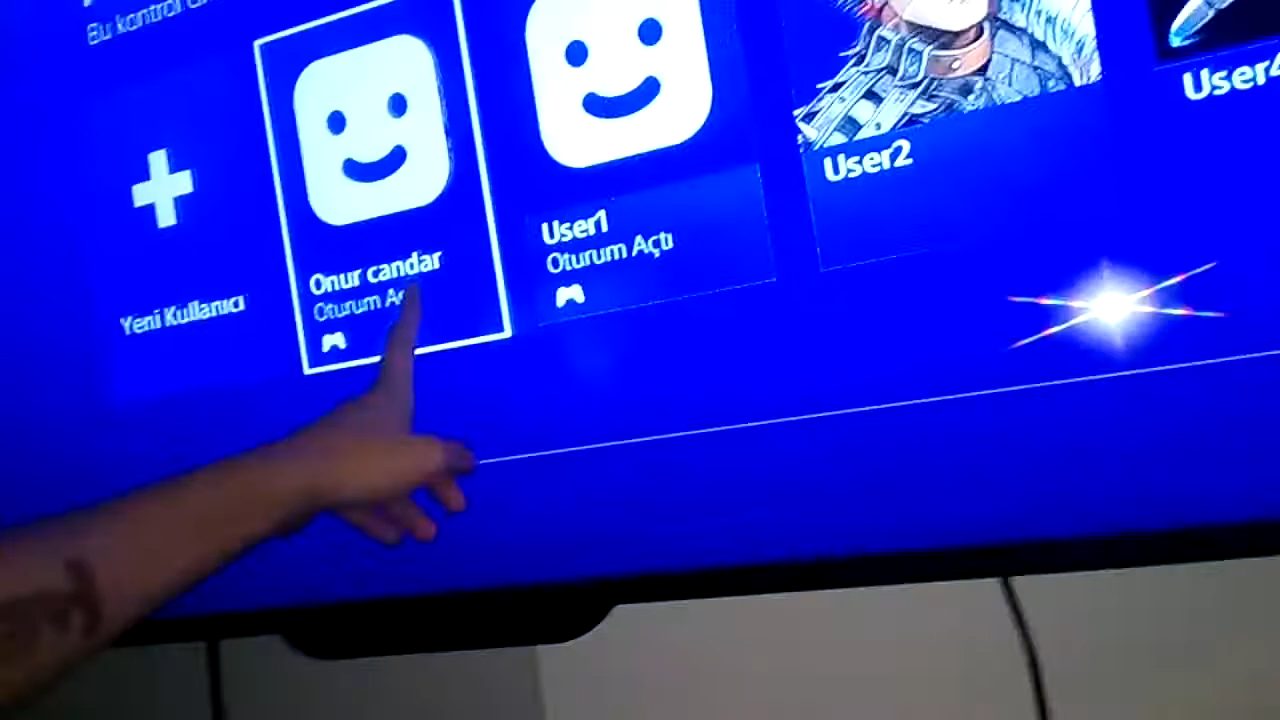 Bu kontrol
Yeni Kullanıcı
Onur candar
Oturum
User1
Oturum Açtı
User2
User4